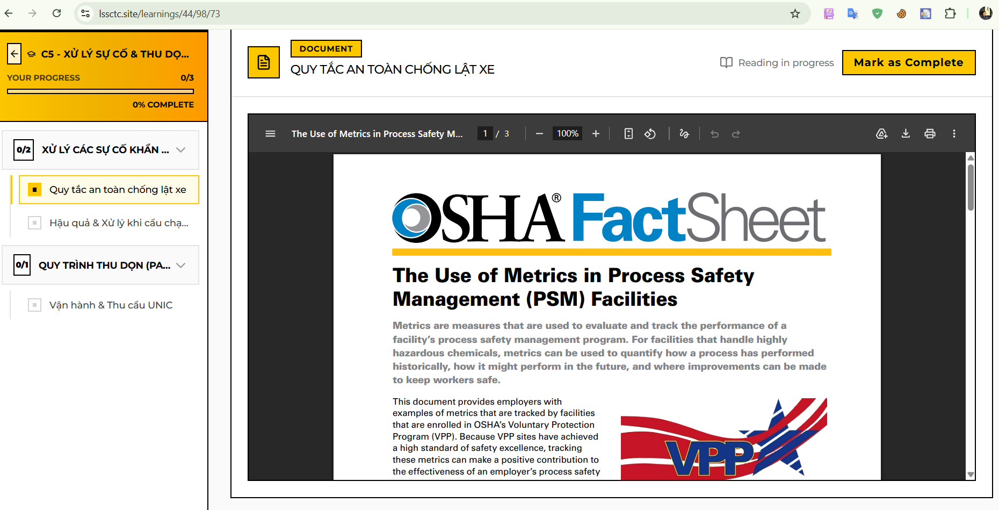 lssctc.site/learnings/44/98/73
C5 - XỬ LÝ SỰ CỐ & THU DỌ...
YOUR PROGRESS 0/3
0% COMPLETE
0/2 XỬ LÝ CÁC SỰ CỐ KHẨN ...
Quy tắc an toàn chống lật xe
Hậu quả & Xử lý khi cẩu chạ...
0/1 QUY TRÌNH THU DỌN (PA...
Vận hành & Thu cẩu UNIC
DOCUMENT
QUY TẮC AN TOÀN CHỐNG LẬT XE
Reading in progress
Mark as Complete
The Use of Metrics in Process Safety M... 1 / 3 100%
OSHA® FactSheet
The Use of Metrics in Process Safety
Management (PSM) Facilities
Metrics are measures that are used to evaluate and track the performance of a
facility's process safety management program. For facilities that handle highly
hazardous chemicals, metrics can be used to quantify how a process has performed
historically, how it might perform in the future, and where improvements can be made
to keep workers safe.
This document provides employers with
examples of metrics that are tracked by facilities
that are enrolled in OSHA's Voluntary Protection
Program (VPP). Because VPP sites have achieved
a high standard of safety excellence, tracking
these metrics can make a positive contribution to
the effectiveness of an employer's process safety
VPP